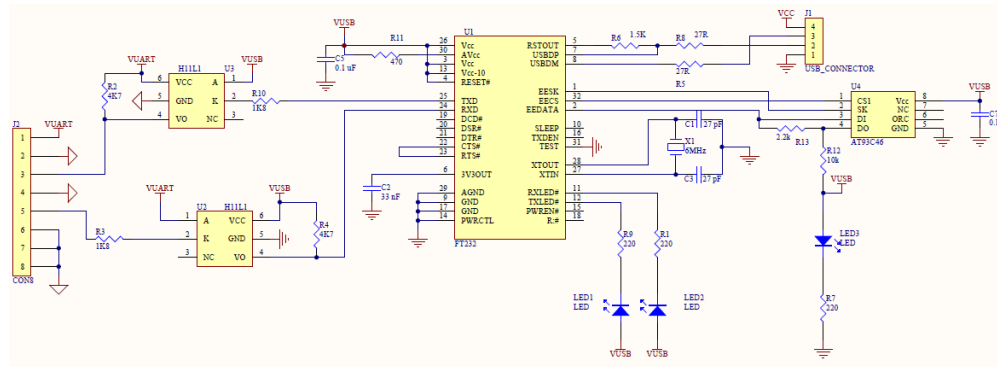 VCC
J1
4
3
2
1
USB_CONNECTOR
VUSB
R11
470
C5
0.1 uF
U1
26 Vcc
30 AVcc
3 Vcc
13 Vcc-10
4 RESET#
25 TXD
24 RXD
19 DCD#
20 DSR#
21 DTR#
22 CTS#
23 RTS#
6 3V3OUT
29 AGND
9 GND
17 GND
14 PWRCTL
RSTOUT 5
USBDP 7
USBDM 8
EESK 1
EECS 32
EEDATA 2
SLEEP 10
TXDEN 16
TEST 31
XTOUT 28
XTIN 27
RXLED# 11
TXLED# 12
PWREN# 15
R:# 18
FT232
R6 1.5K
R8 27R
27R
R5
VUART
H11L1 U3
6 VCC A 1
5 GND K 2
4 VO NC 3
VUSB
R2
4K7
R10
1K8
J2
VUART
1
2
3
4
5
6
7
8
CON8
R3
1K8
VUART
VUSB
U2 H11L1
1 A VCC 6
2 K GND 5
3 NC VO 4
R4
4K7
C2
33 nF
C1 27 pF
X1
6MHz
C3 27 pF
U4
1 CS1 Vcc 8
2 SK NC 7
3 DI ORC 6
4 DO GND 5
AT93C46
VUSB
2.2k R13
R12
10k
VUSB
LED3
LED
R7
220
R9
220
R1
220
LED1
LED
LED2
LED
VUSB
VUSB